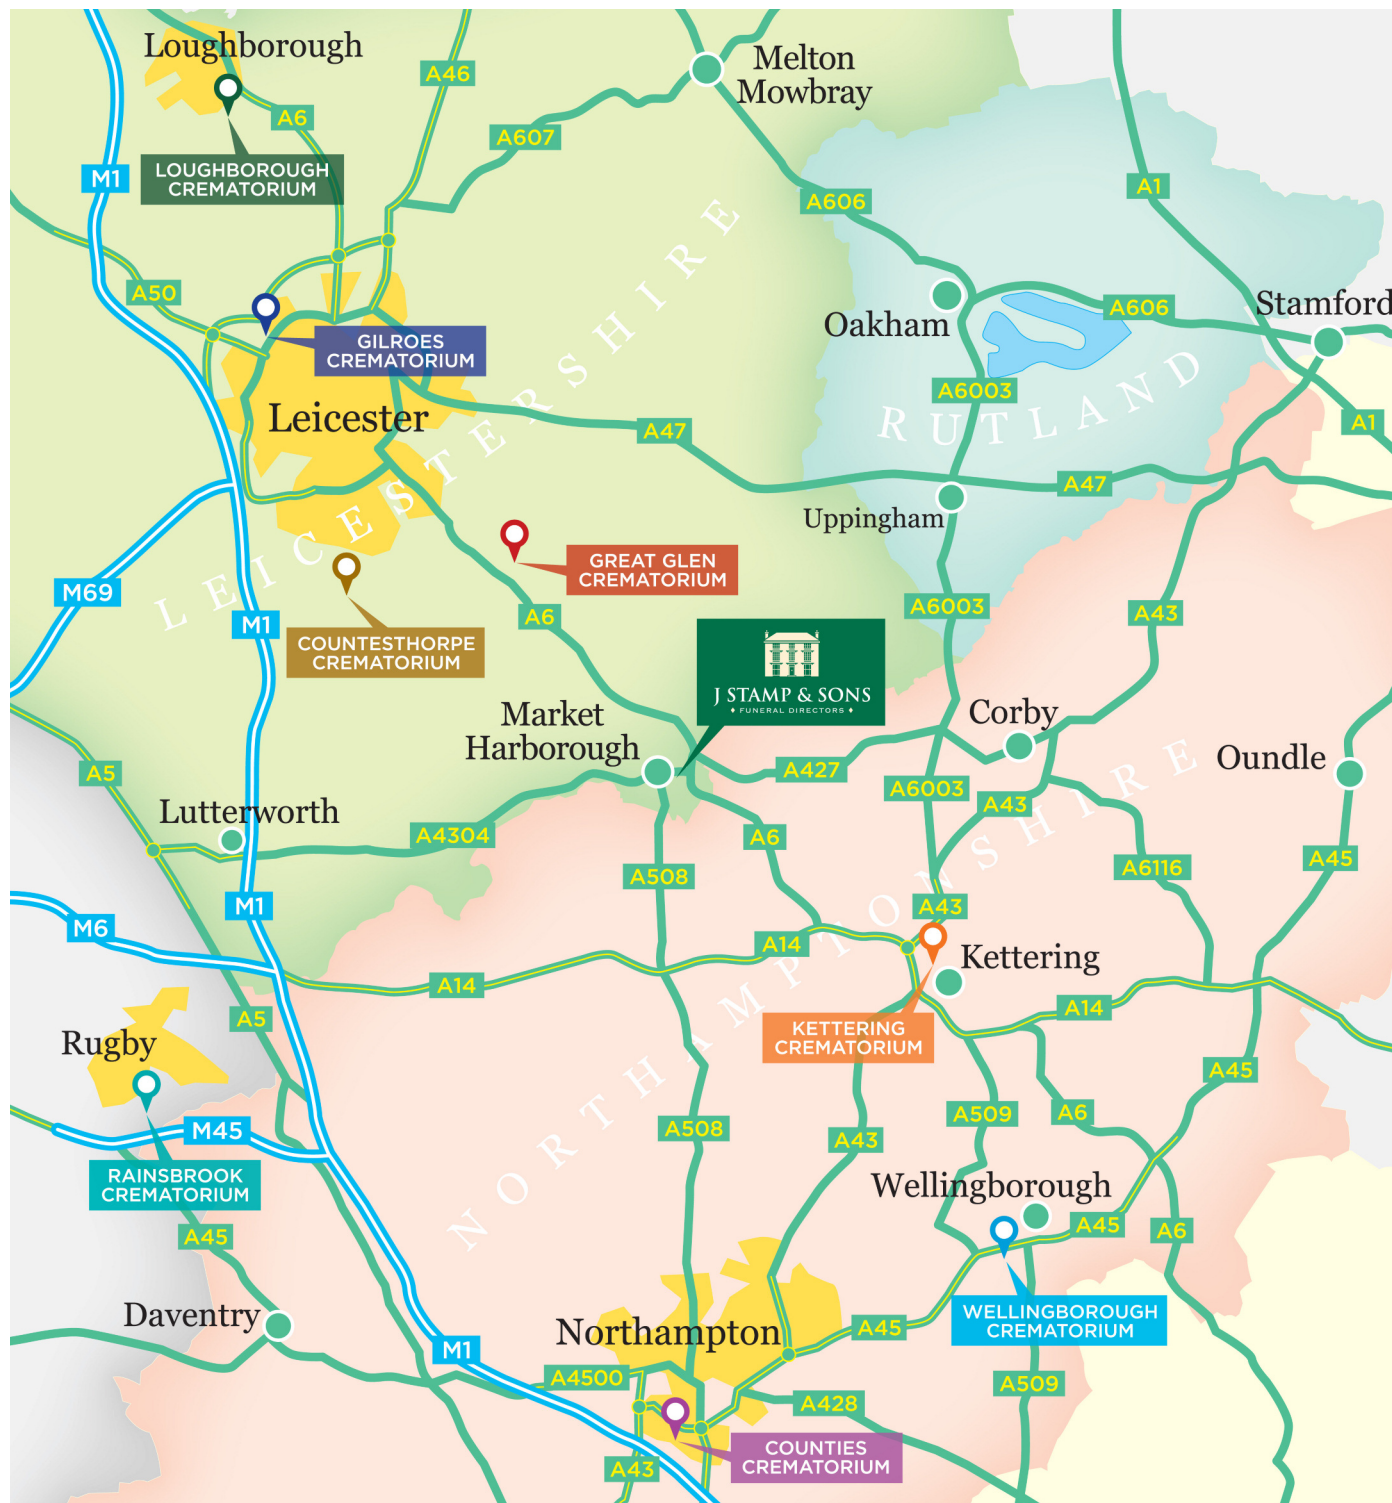 Loughborough
A46
Melton
Mowbray
A6
A607
M1
LOUGHBOROUGH
CREMATORIUM
A606
A1
A50
A606
Stamford
Oakham
GILROES
CREMATORIUM
A6003
Leicester
RUTLAND
A1
A47
LEICESTERSHIRE
A47
Uppingham
GREAT GLEN
CREMATORIUM
M69
A6003
A43
A6
M1
COUNTESTHORPE
CREMATORIUM
J STAMP & SONS
FUNERAL DIRECTORS
Market
Harborough
Corby
Oundle
A5
A427
A6003
A43
Lutterworth
A4304
A6
A45
A508
A6116
M1
A43
M6
A14
Kettering
A14
A14
NORTHAMPTONSHIRE
A5
KETTERING
CREMATORIUM
Rugby
A45
A509
A6
M45
A508
A43
RAINSBROOK
CREMATORIUM
Wellingborough
A45
A45
A6
Daventry
WELLINGBOROUGH
CREMATORIUM
Northampton
A45
M1
A4500
A509
A428
COUNTIES
CREMATORIUM
A43